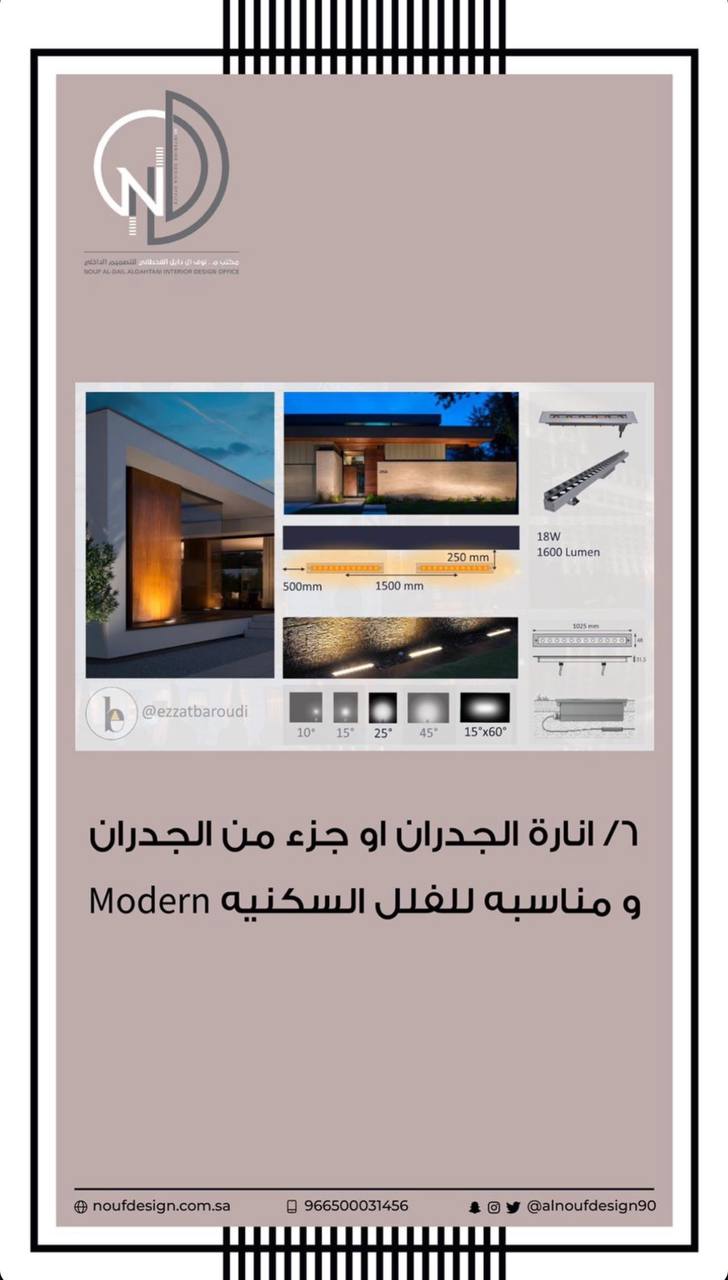 مكتب م. نوف ال دايل القحطاني للتصميم الداخلي
NOUF AL-DAIL ALQAHTANI INTERIOR DESIGN OFFICE
18W
1600 Lumen
250 mm
500mm
1500 mm
1025 mm
@ezzatbaroudi
10°
15°
25°
45°
15°x60°
٦/ انارة الجدران او جزء من الجدران
و مناسبه للفلل السكنيه Modern
noufdesign.com.sa
966500031456
@alnoufdesign90